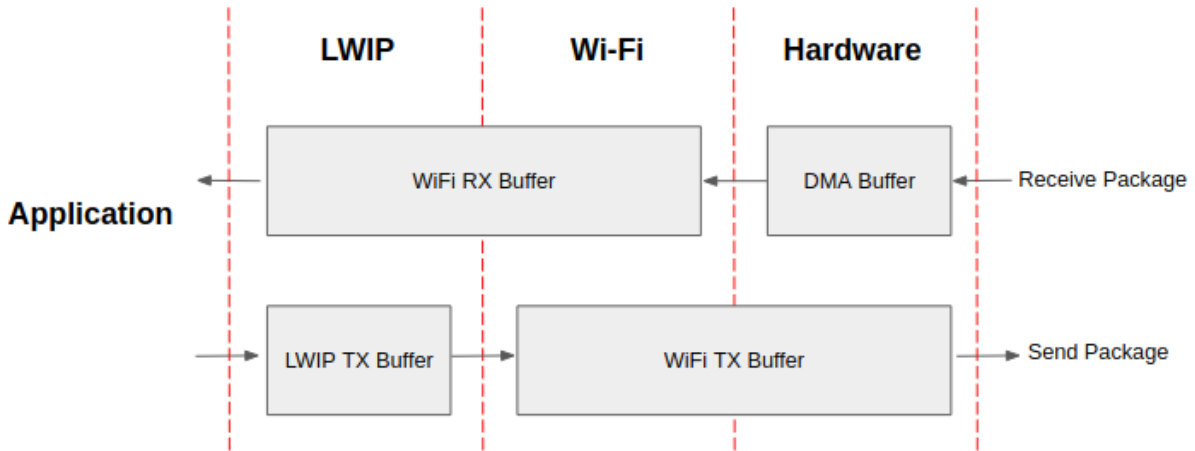 LWIP
Wi-Fi
Hardware
WiFi RX Buffer
DMA Buffer
Receive Package
Application
LWIP TX Buffer
WiFi TX Buffer
Send Package